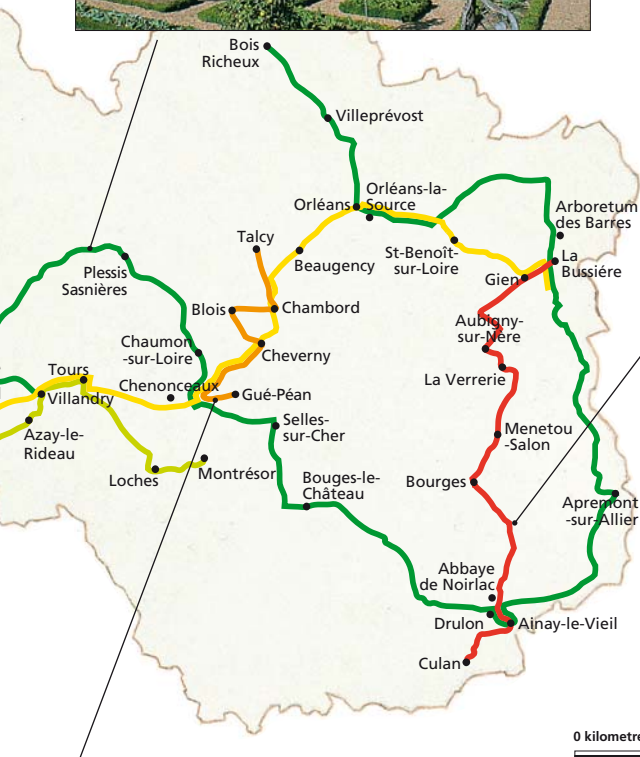 Bois
Richeux
Villeprévost
Orléans
Orléans-la-
Source
Arboretum
des Barres
Talcy
Beaugency
St-Benoît-
sur-Loire
La
Bussiére
Gien
Plessis
Sasnières
Blois
Chambord
Aubigny-
sur-Nère
Chaumon
-sur-Loire
Cheverny
La Verrerie
Tours
Chenonceaux
Gué-Péan
Villandry
Azay-le-
Rideau
Selles-
sur-Cher
Menetou
-Salon
Loches
Montrésor
Bouges-le-
Château
Bourges
Apremont
-sur-Allier
Abbaye
de Noirlac
Drulon
Ainay-le-Vieil
Culan
0 kilometre